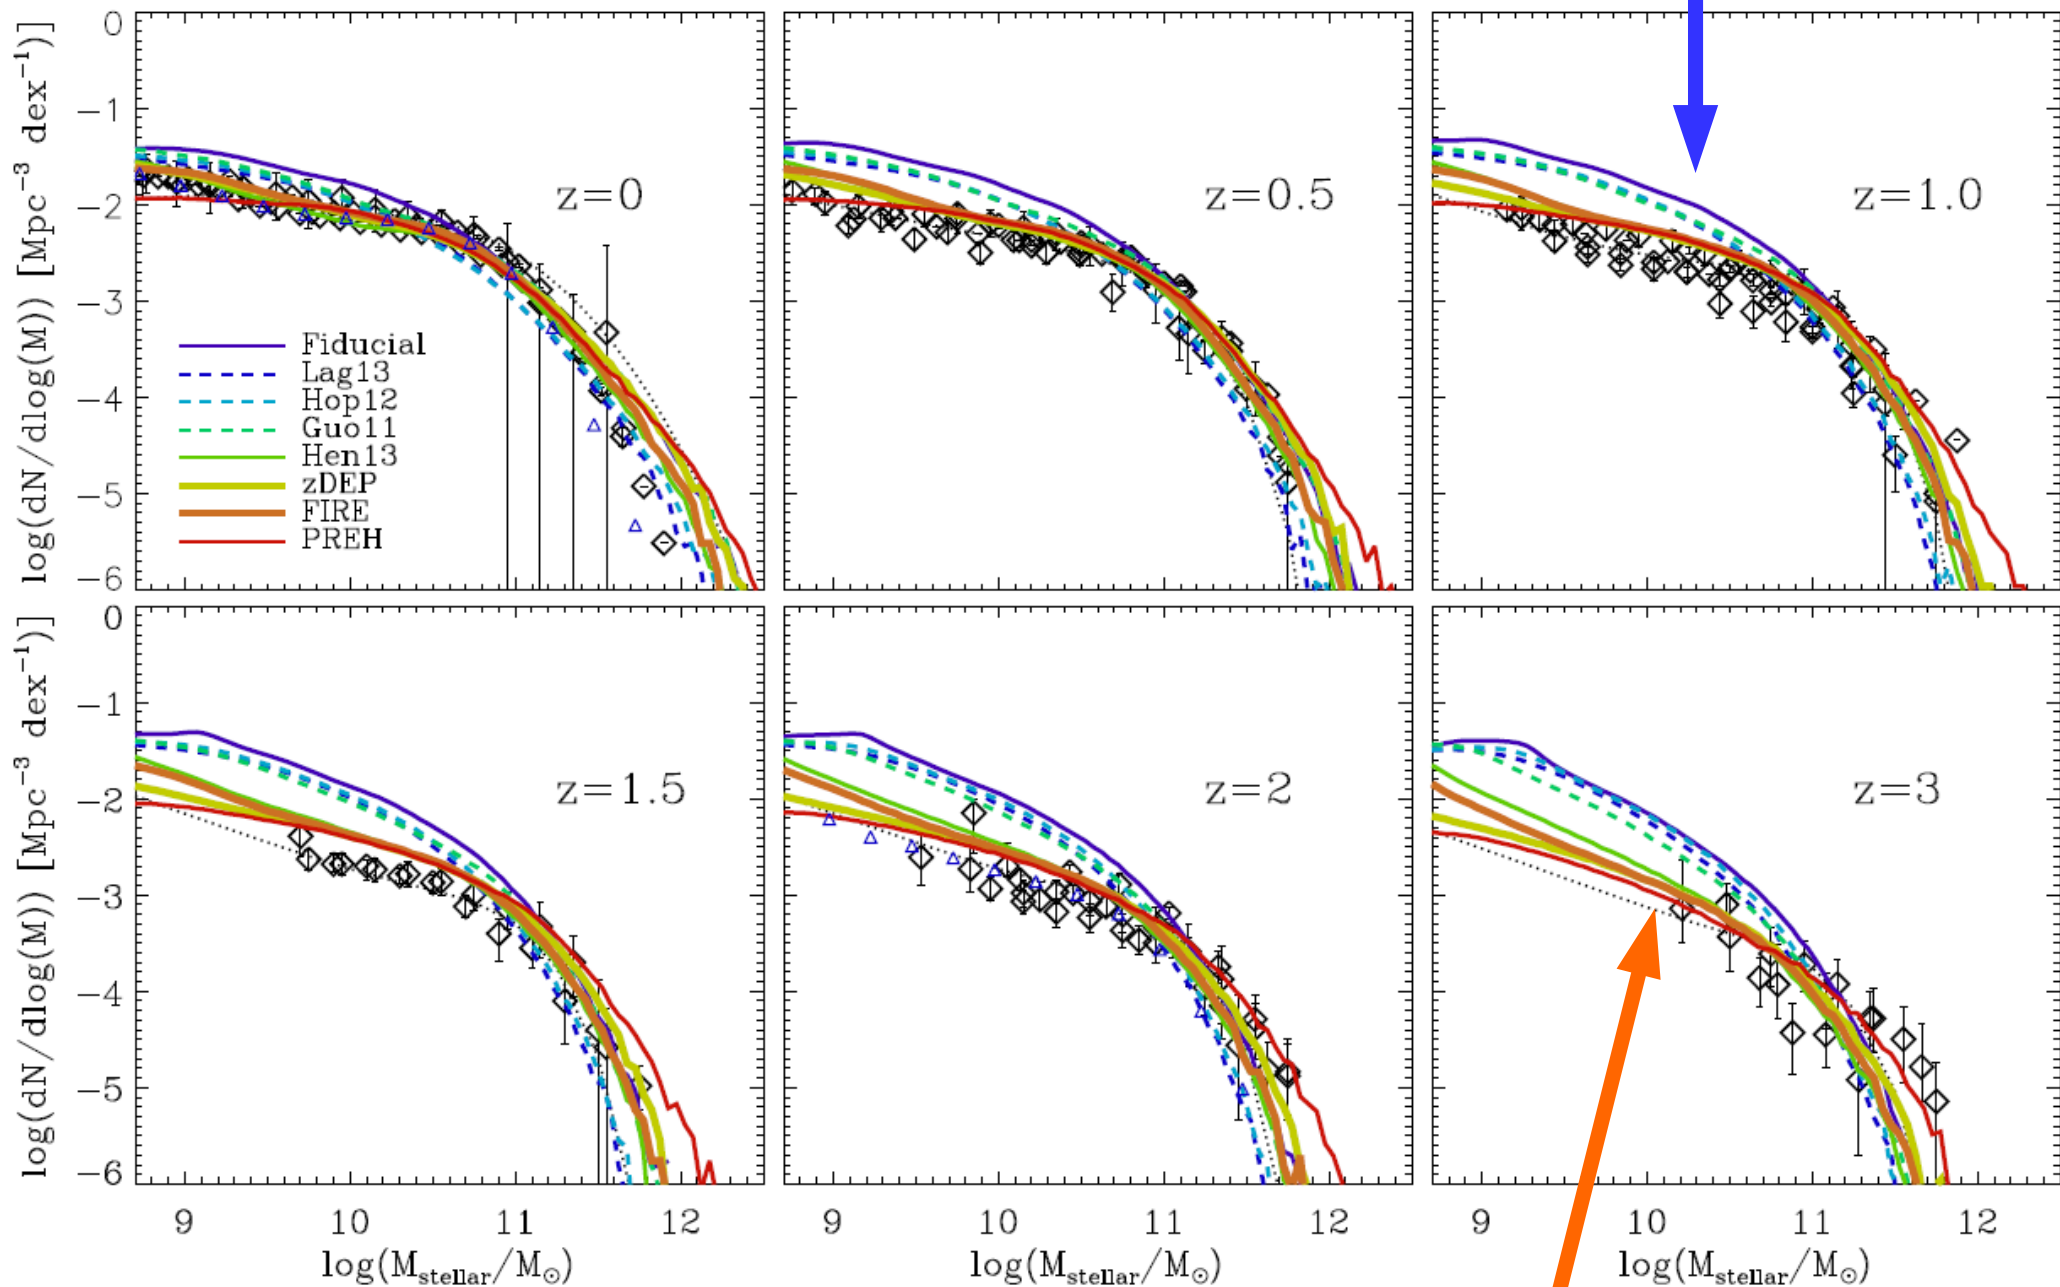 0
−1
−2
−3
−4
−5
−6
log(dN/dlog(M)) [Mpc⁻³ dex⁻¹]
z=0
Fiducial
Lag13
Hop12
Guo11
Hen13
zDEP
FIRE
PREH
z=0.5
z=1.0
0
−1
−2
−3
−4
−5
−6
log(dN/dlog(M)) [Mpc⁻³ dex⁻¹]
z=1.5
z=2
z=3
9 10 11 12 9 10 11 12 9 10 11 12
log(M_stellar/M_⊙) log(M_stellar/M_⊙) log(M_stellar/M_⊙)